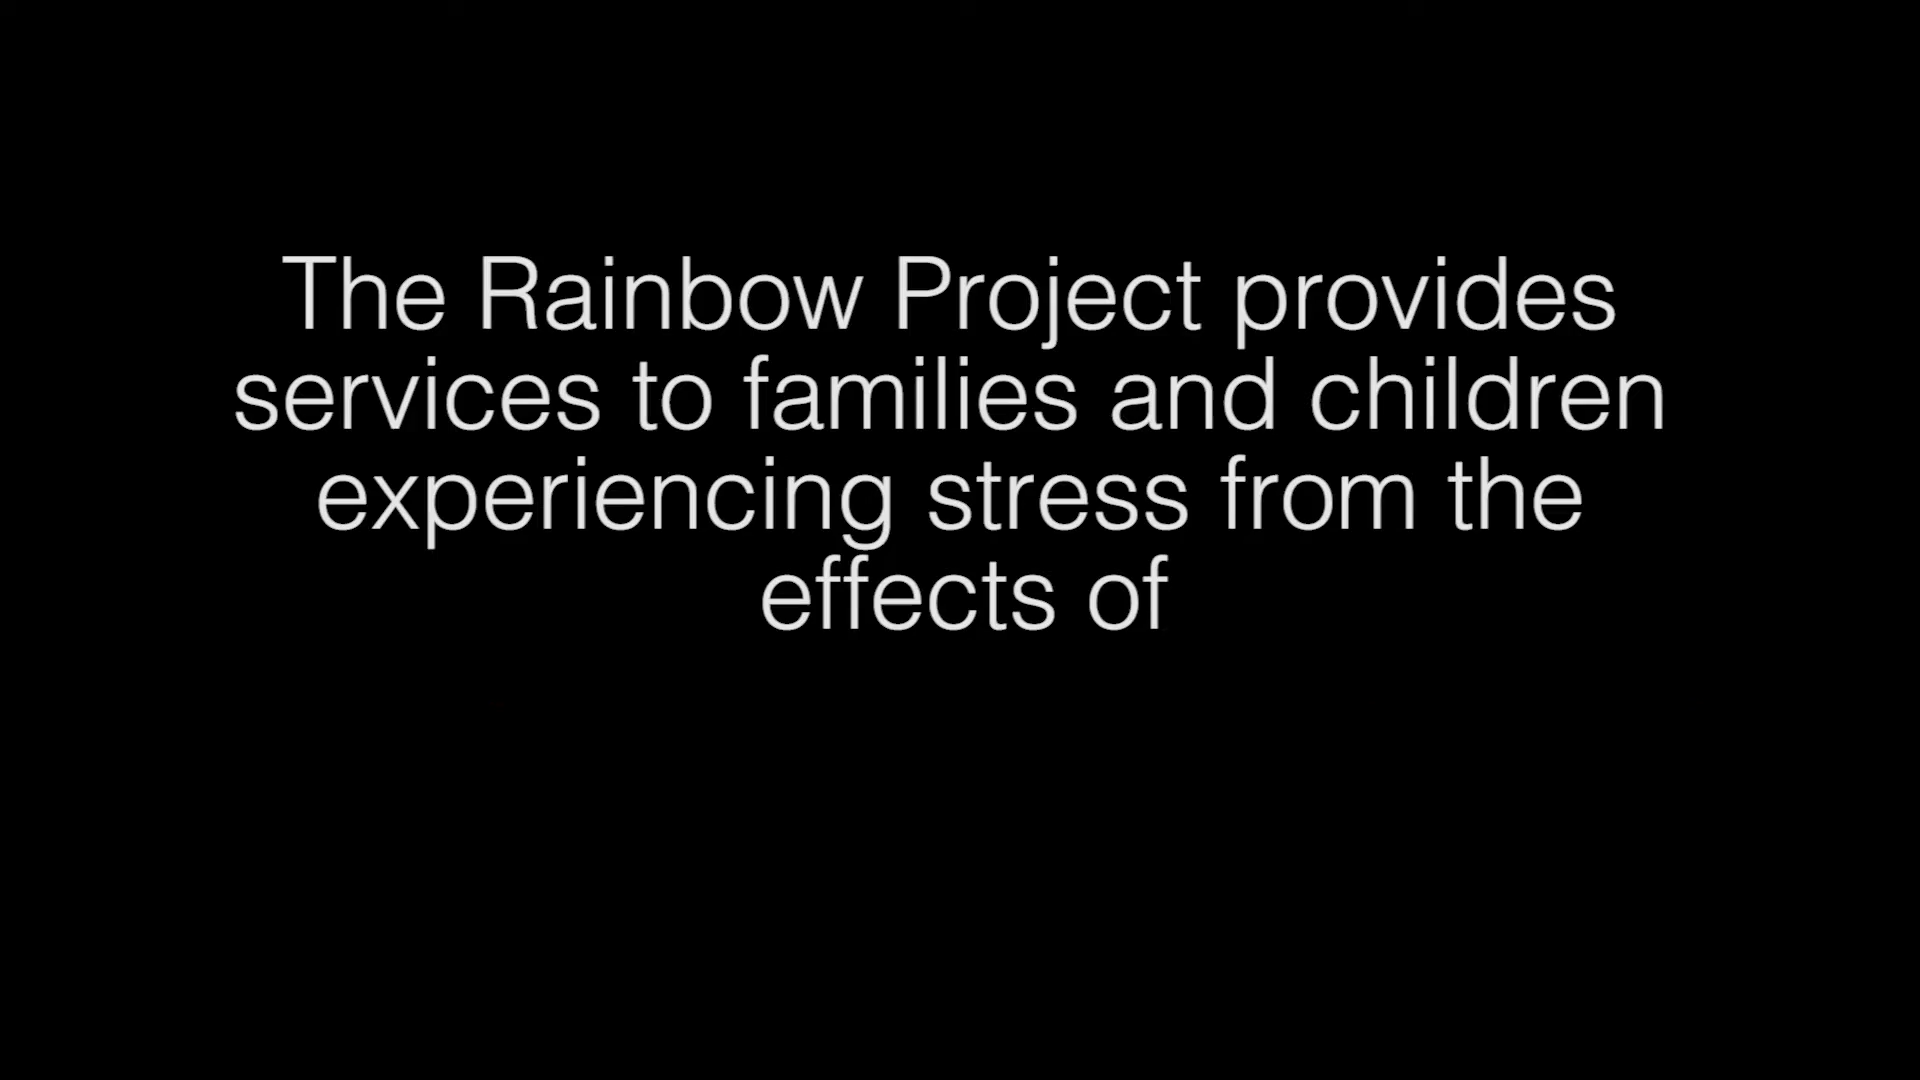 The Rainbow Project provides
services to families and children
experiencing stress from the
effects of